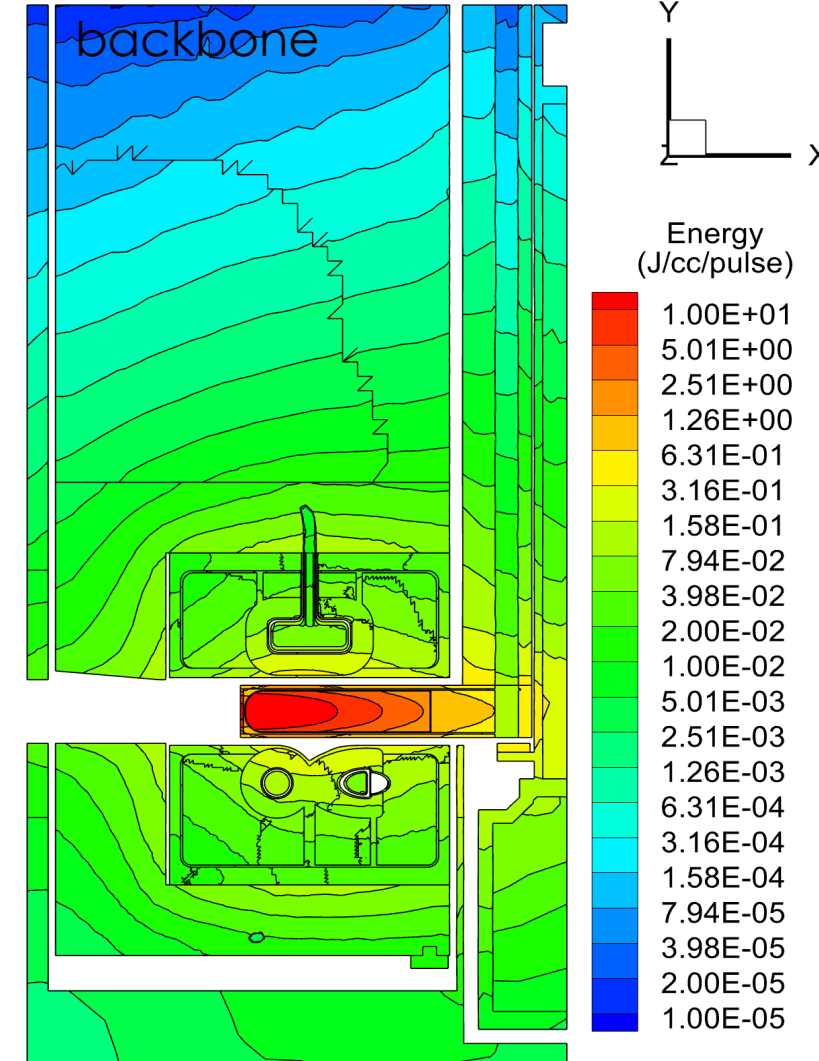 backbone
Y
X
Z
Energy
(J/cc/pulse)
1.00E+01
5.01E+00
2.51E+00
1.26E+00
6.31E-01
3.16E-01
1.58E-01
7.94E-02
3.98E-02
2.00E-02
1.00E-02
5.01E-03
2.51E-03
1.26E-03
6.31E-04
3.16E-04
1.58E-04
7.94E-05
3.98E-05
2.00E-05
1.00E-05